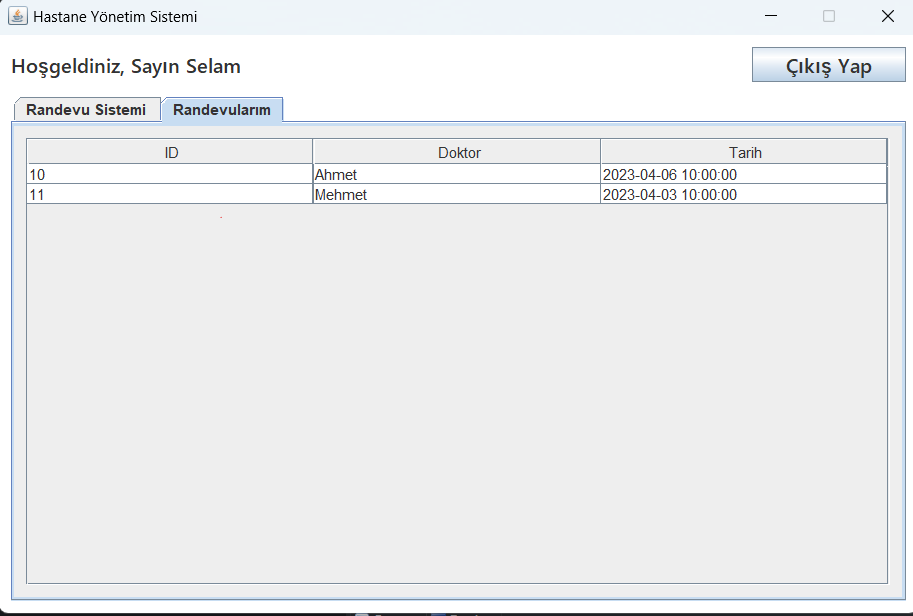 Hastane Yönetim Sistemi
Hoşgeldiniz, Sayın Selam
Çıkış Yap
Randevu Sistemi Randevularım
ID Doktor Tarih
10 Ahmet 2023-04-06 10:00:00
11 Mehmet 2023-04-03 10:00:00